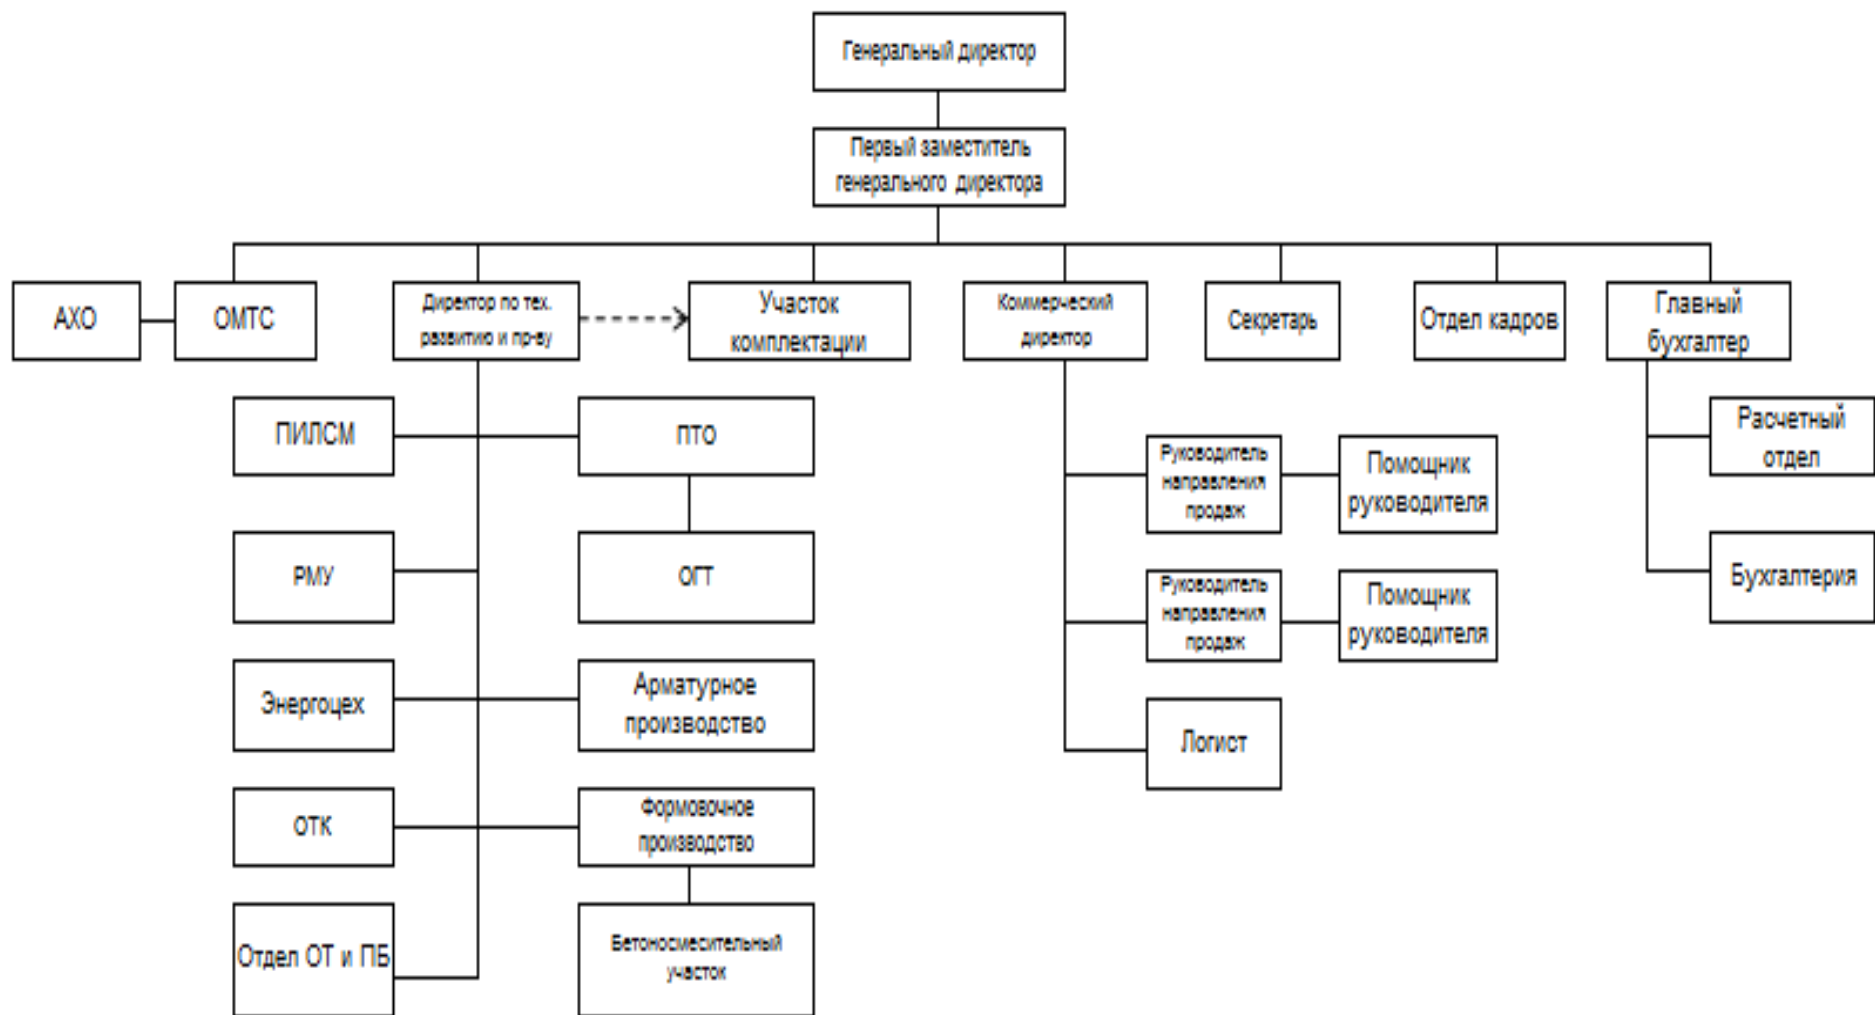 Генеральный директор
Первый заместитель
генерального директора
АХО
ОМТС
Директор по тех.
развитию и пр-ву
Участок
комплектации
Коммерческий
директор
Секретарь
Отдел кадров
Главный
бухгалтер
ПИЛСМ
ПТО
Руководитель
направления
продаж
Помощник
руководителя
Расчетный
отдел
РМУ
ОГТ
Руководитель
направления
продаж
Помощник
руководителя
Бухгалтерия
Энергоцех
Арматурное
производство
Логист
ОТК
Формовочное
производство
Отдел ОТ и ПБ
Бетоносмесительный
участок